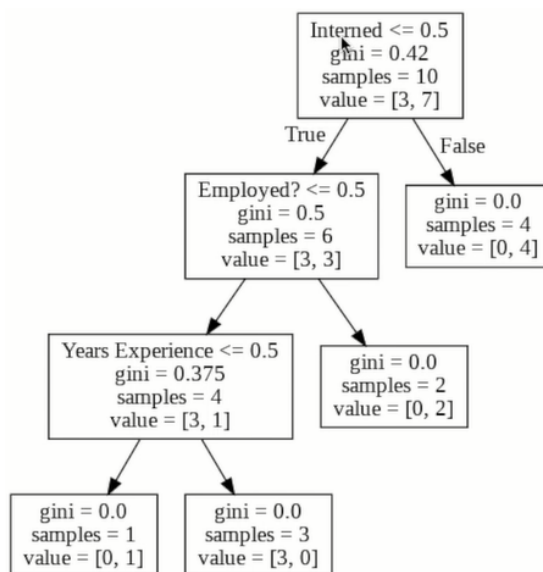 Interned <= 0.5
gini = 0.42
samples = 10
value = [3, 7]
True
False
Employed? <= 0.5
gini = 0.5
samples = 6
value = [3, 3]
gini = 0.0
samples = 4
value = [0, 4]
Years Experience <= 0.5
gini = 0.375
samples = 4
value = [3, 1]
gini = 0.0
samples = 2
value = [0, 2]
gini = 0.0
samples = 1
value = [0, 1]
gini = 0.0
samples = 3
value = [3, 0]